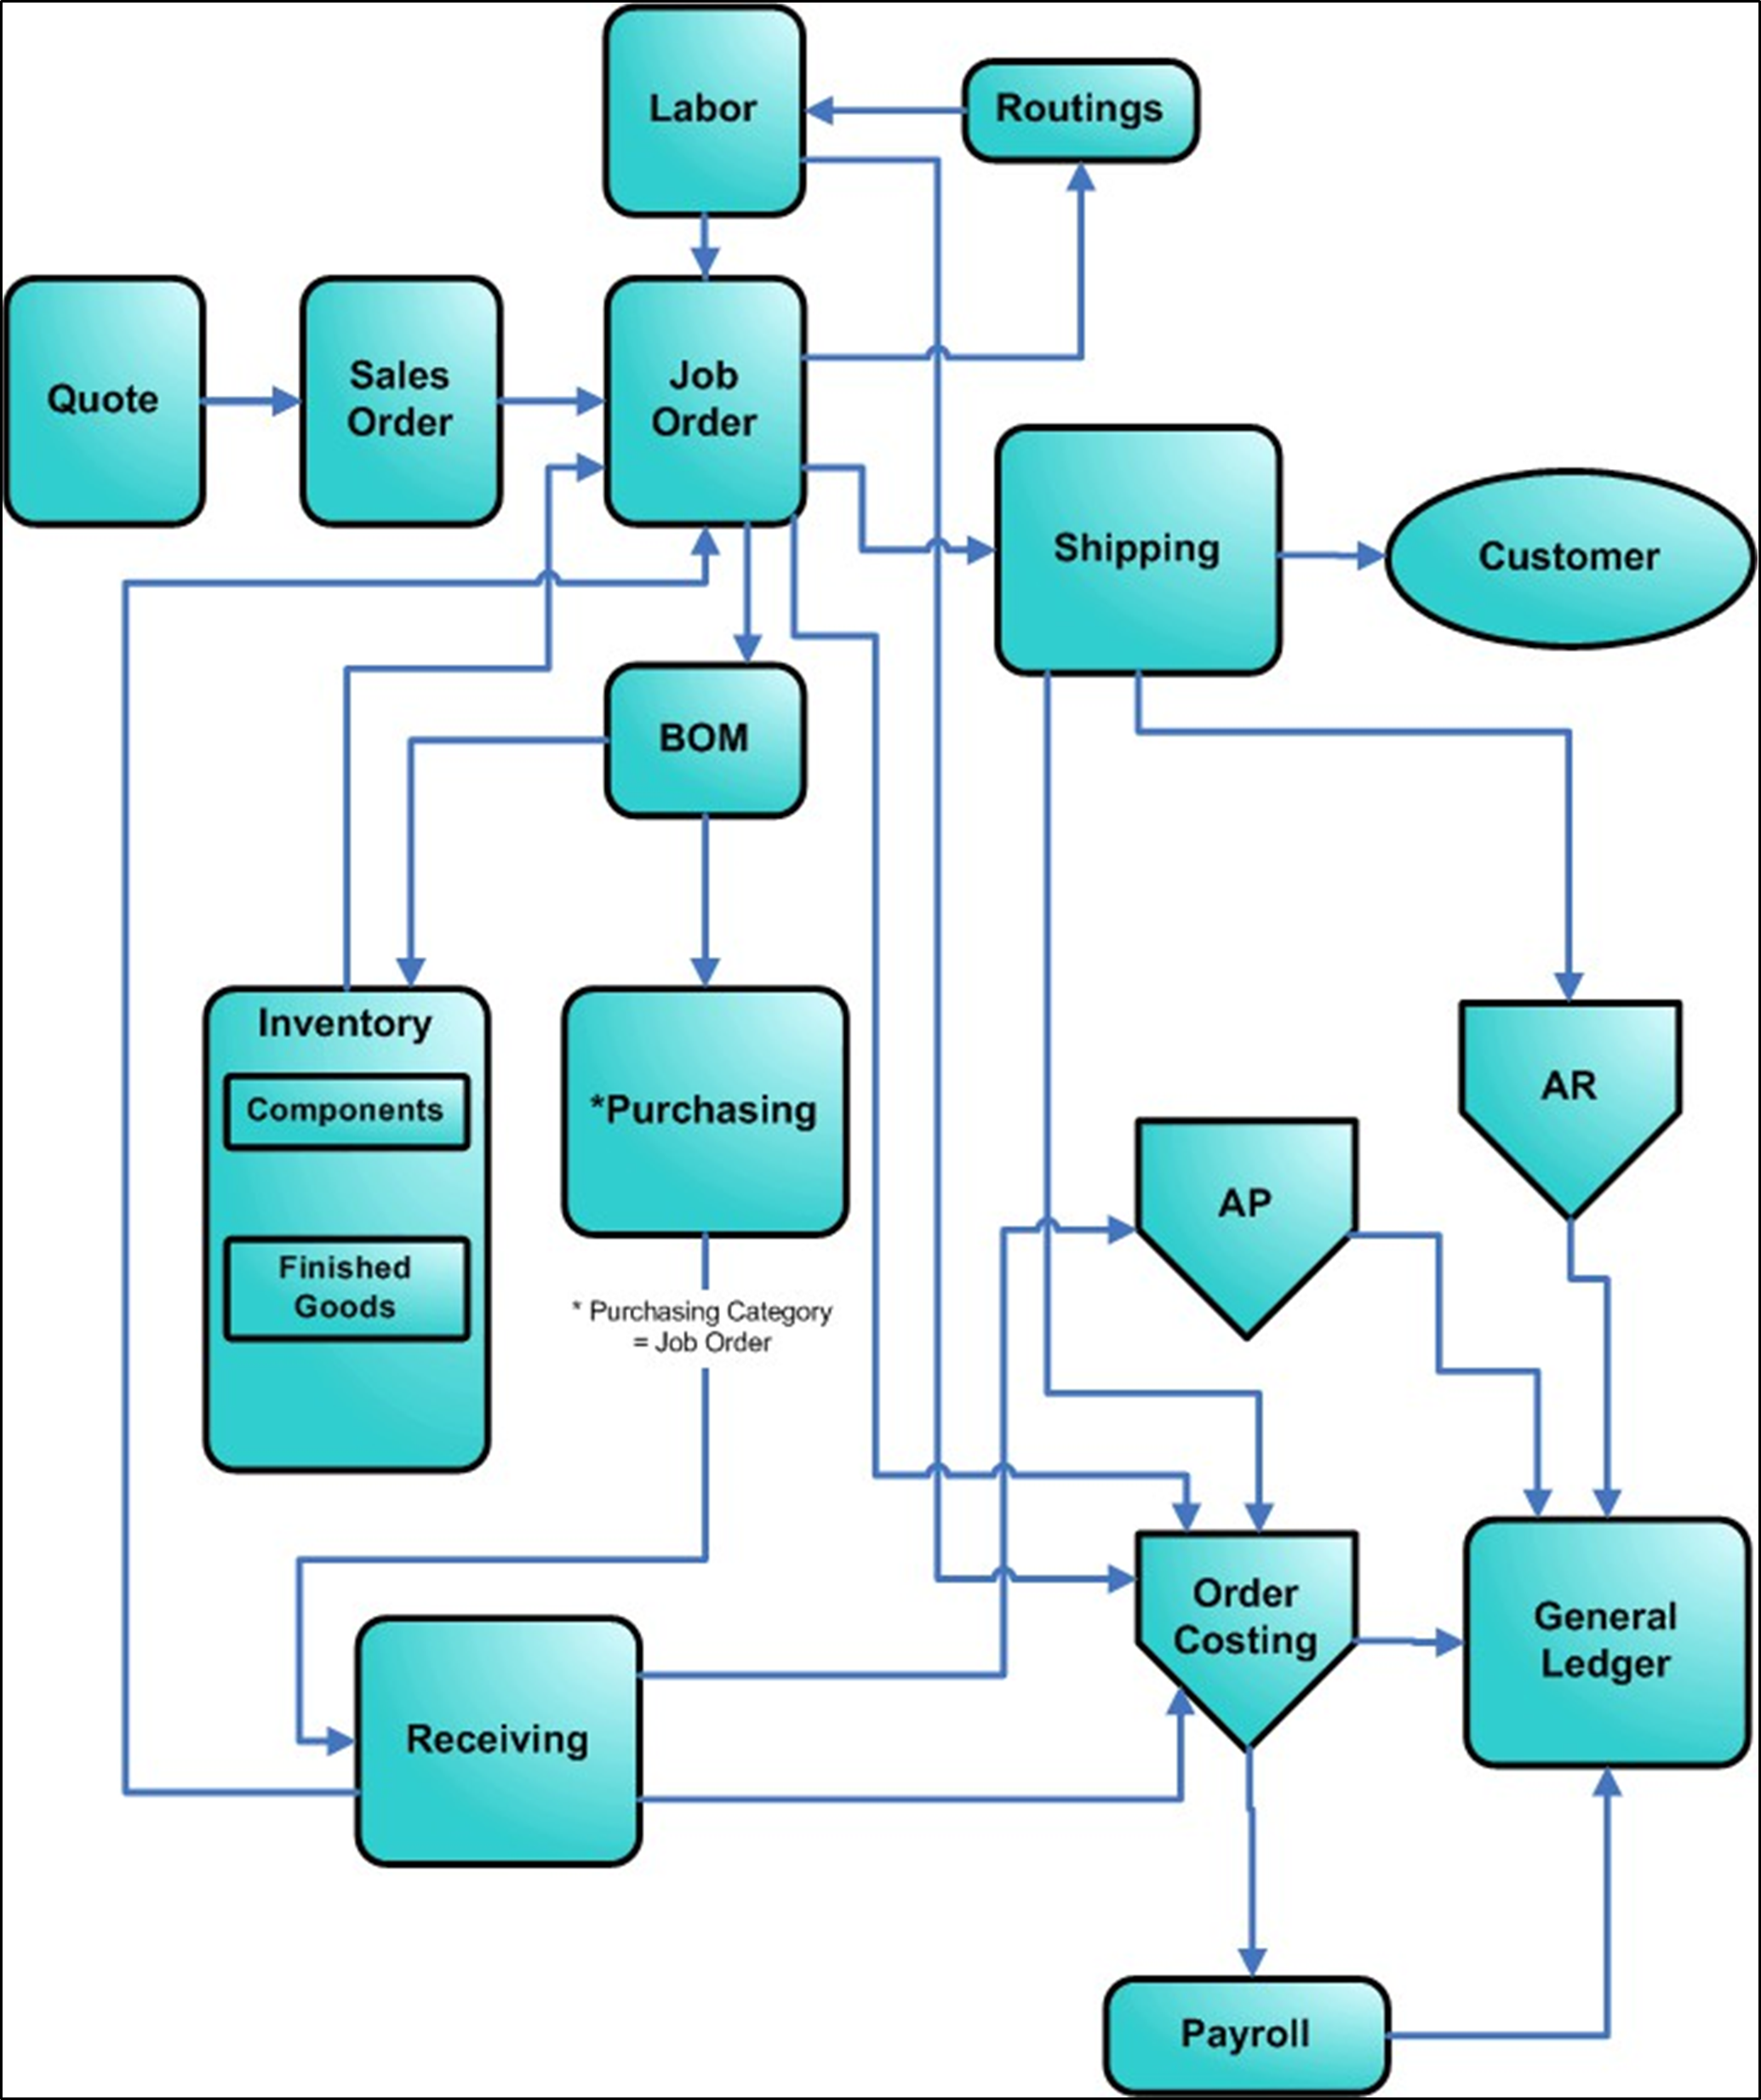 Labor
Routings
Quote
Sales
Order
Job
Order
Shipping
Customer
BOM
Inventory
Components
Finished
Goods
*Purchasing
* Purchasing Category
= Job Order
AP
AR
Order
Costing
General
Ledger
Receiving
Payroll